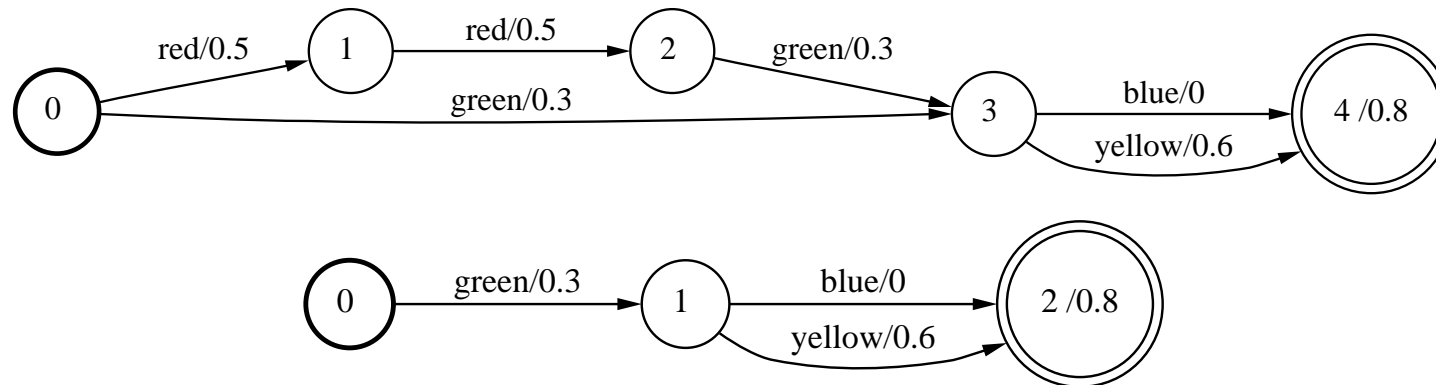 red/0.5
1
red/0.5
2
green/0.3
0
green/0.3
3
blue/0
4 /0.8
yellow/0.6
0
green/0.3
1
blue/0
2 /0.8
yellow/0.6